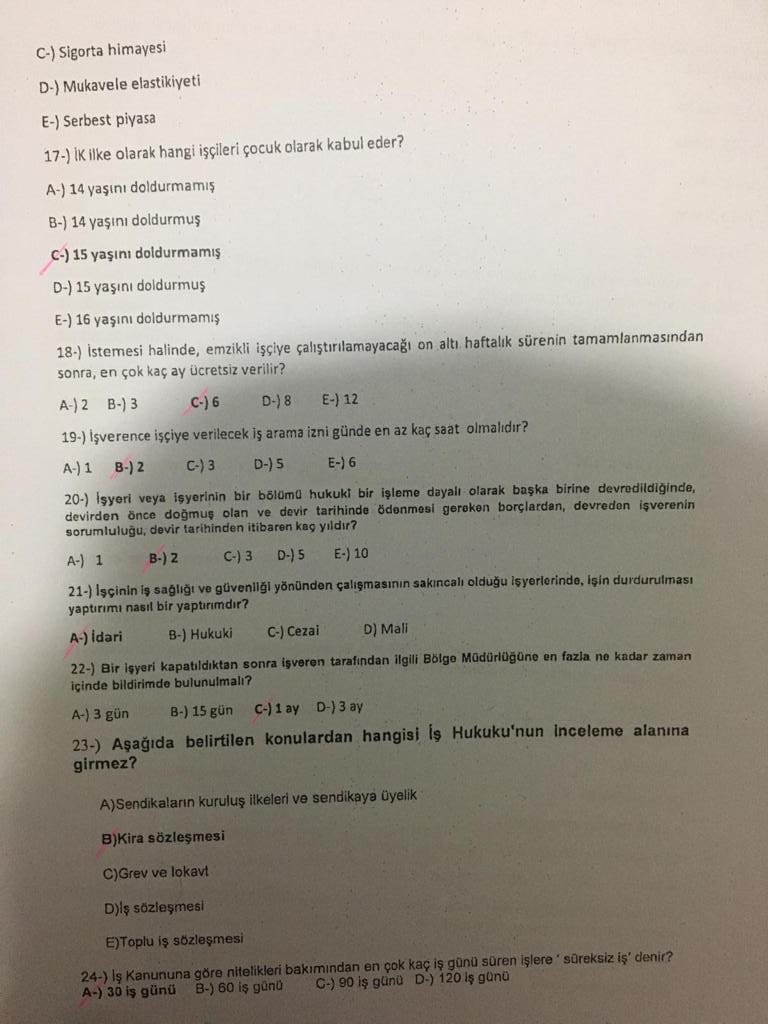 C-) Sigorta himayesi
D-) Mukavele elastikiyeti
E-) Serbest piyasa
17-) İK ilke olarak hangi işçileri çocuk olarak kabul eder?
A-) 14 yaşını doldurmamış
B-) 14 yaşını doldurmuş
C-) 15 yaşını doldurmamış
D-) 15 yaşını doldurmuş
E-) 16 yaşını doldurmamış
18-) İstemesi halinde, emzikli işçiye çalıştırılamayacağı on altı haftalık sürenin tamamlanmasından
sonra, en çok kaç ay ücretsiz verilir?
A-) 2 B-) 3 C-) 6 D-) 8 E-) 12
19-) İşverence işçiye verilecek iş arama izni günde en az kaç saat olmalıdır?
A-) 1 B-) 2 C-) 3 D-) 5 E-) 6
20-) İşyeri veya işyerinin bir bölümü hukuki bir işleme dayalı olarak başka birine devredildiğinde,
devirden önce doğmuş olan ve devir tarihinde ödenmesi gereken borçlardan, devreden işverenin
sorumluluğu, devir tarihinden itibaren kaç yıldır?
A-) 1 B-) 2 C-) 3 D-) 5 E-) 10
21-) İşçinin iş sağlığı ve güvenliği yönünden çalışmasının sakıncalı olduğu işyerlerinde, işin durdurulması
yaptırımı nasıl bir yaptırımdır?
A-) İdari B-) Hukuki C-) Cezai D) Mali
22-) Bir işyeri kapatıldıktan sonra işveren tarafından ilgili Bölge Müdürlüğüne en fazla ne kadar zaman
içinde bildirimde bulunulmalı?
A-) 3 gün B-) 15 gün C-) 1 ay D-) 3 ay
23-) Aşağıda belirtilen konulardan hangisi İş Hukuku'nun inceleme alanına
girmez?
A)Sendikaların kuruluş ilkeleri ve sendikaya üyelik
B)Kira sözleşmesi
C)Grev ve lokavt
D)İş sözleşmesi
E)Toplu iş sözleşmesi
24-) İş Kanununa göre nitelikleri bakımından en çok kaç iş günü süren işlere ' süreksiz iş' denir?
A-) 30 iş günü B-) 60 iş günü C-) 90 iş günü D-) 120 iş günü